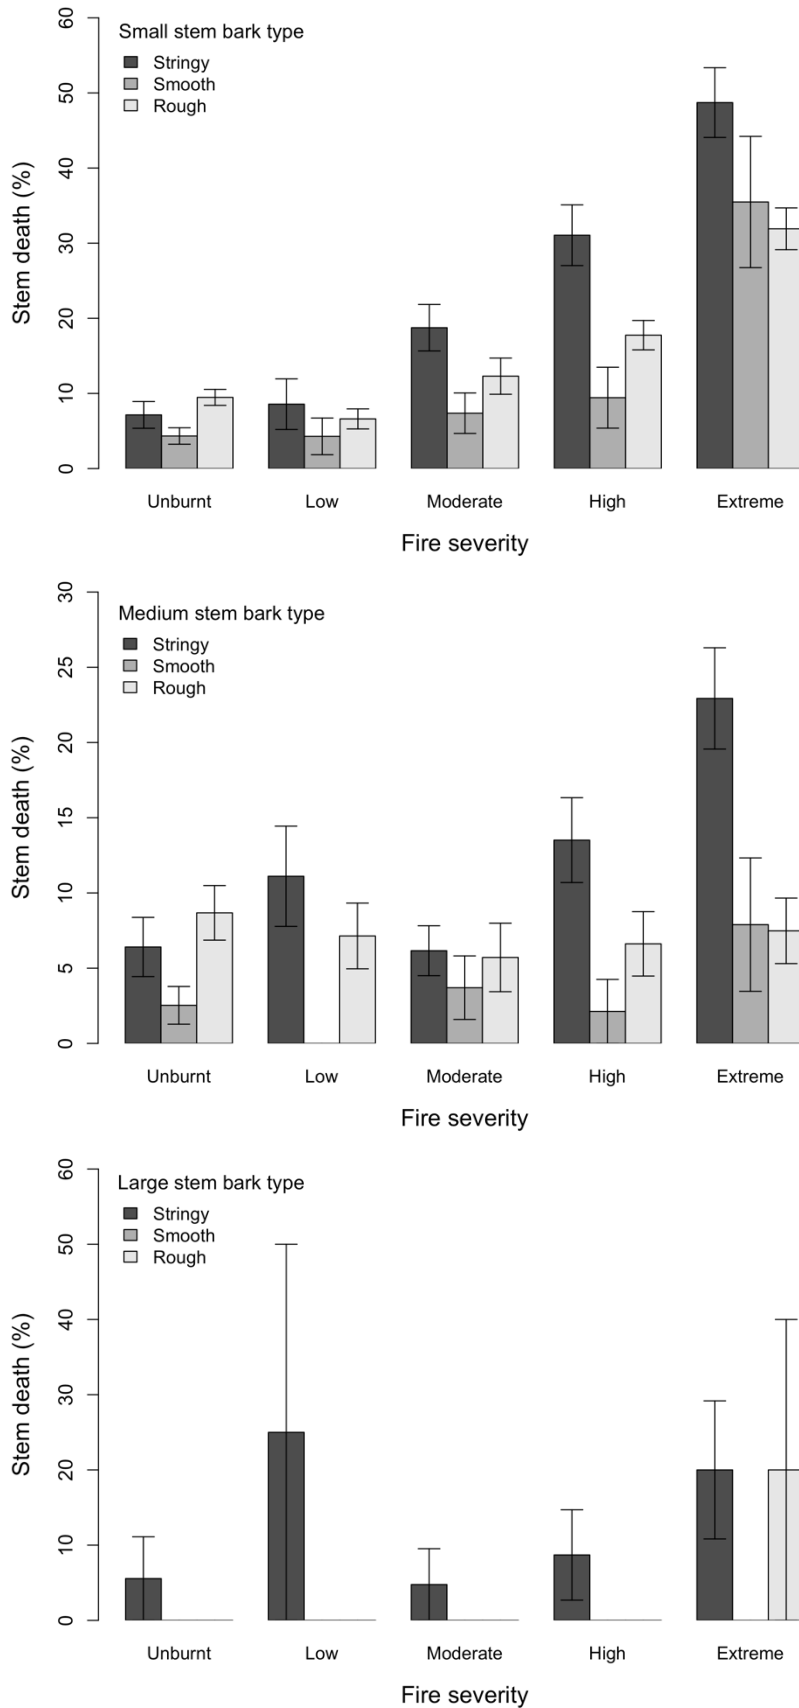 Small stem bark type
Stringy
Smooth
Rough
Stem death (%)
60
50
40
30
20
10
0
Unburnt Low Moderate High Extreme
Fire severity
Medium stem bark type
Stringy
Smooth
Rough
Stem death (%)
30
25
20
15
10
5
0
Unburnt Low Moderate High Extreme
Fire severity
Large stem bark type
Stringy
Smooth
Rough
Stem death (%)
60
50
40
30
20
10
0
Unburnt Low Moderate High Extreme
Fire severity